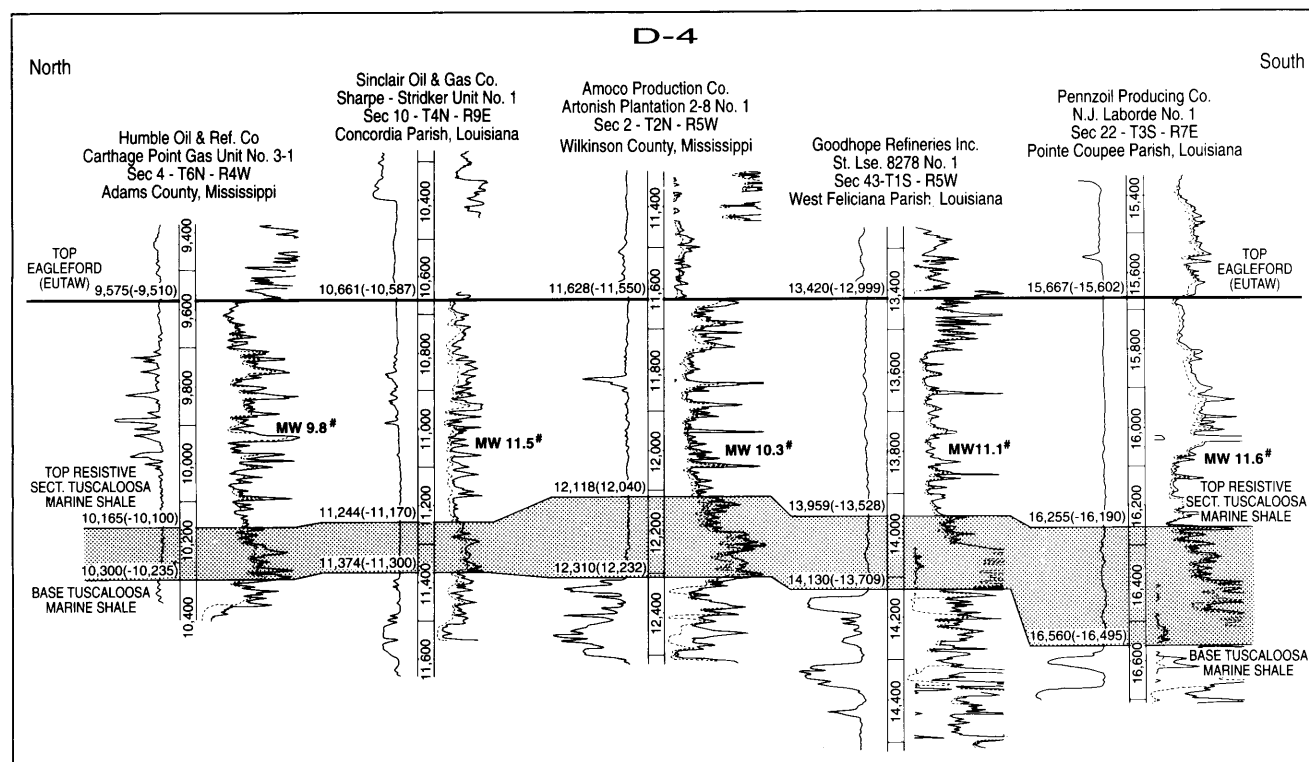 D-4
North
South
Humble Oil & Ref. Co
Carthage Point Gas Unit No. 3-1
Sec 4 - T6N - R4W
Adams County, Mississippi
Sinclair Oil & Gas Co.
Sharpe - Stridker Unit No. 1
Sec 10 - T4N - R9E
Concordia Parish, Louisiana
Amoco Production Co.
Artonish Plantation 2-8 No. 1
Sec 2 - T2N - R5W
Wilkinson County, Mississippi
Goodhope Refineries Inc.
St. Lse. 8278 No. 1
Sec 43-T1S - R5W
West Feliciana Parish, Louisiana
Pennzoil Producing Co.
N.J. Laborde No. 1
Sec 22 - T3S - R7E
Pointe Coupee Parish, Louisiana
TOP
EAGLEFORD
(EUTAW)
9,575(-9,510)
10,661(-10,587)
11,628(-11,550)
13,420(-12,999)
15,667(-15,602)
TOP
EAGLEFORD
(EUTAW)
9,400
9,600
9,800
10,000
10,200
10,400
MW 9.8#
10,400
10,600
10,800
11,000
11,200
11,400
11,600
MW 11.5#
11,400
11,600
11,800
12,000
12,200
12,400
MW 10.3#
13,400
13,600
13,800
14,000
14,200
14,400
MW11.1#
15,400
15,600
15,800
16,000
16,200
16,400
16,600
MW 11.6#
TOP RESISTIVE
SECT. TUSCALOOSA
MARINE SHALE
10,165(-10,100)
11,244(-11,170)
12,118(12,040)
13,959(-13,528)
16,255(-16,190)
TOP RESISTIVE
SECT. TUSCALOOSA
MARINE SHALE
10,300(-10,235)
11,374(-11,300)
12,310(12,232)
14,130(-13,709)
16,560(-16,495)
BASE TUSCALOOSA
MARINE SHALE
BASE TUSCALOOSA
MARINE SHALE